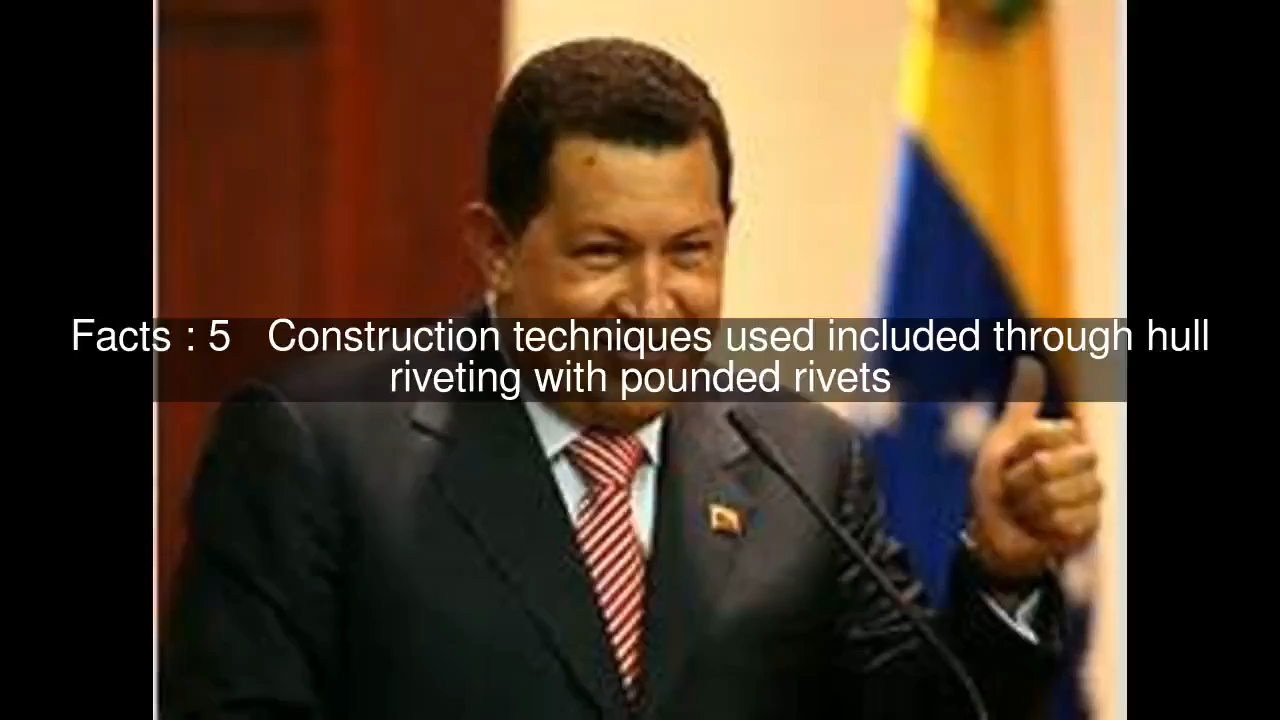 Facts : 5   Construction techniques used included through hull
riveting with pounded rivets